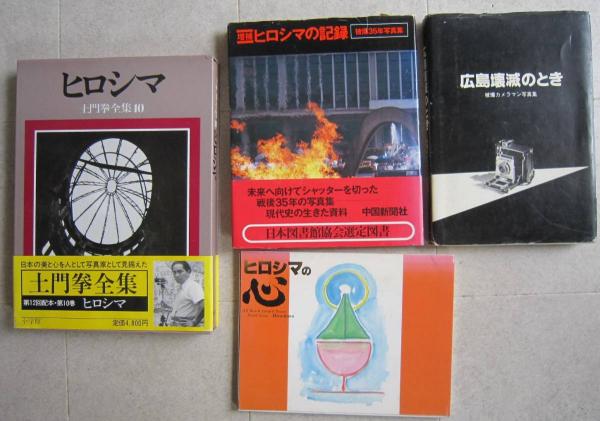 ヒロシマ
土門拳全集10
日本の美と心を人として写真家として見据えた
土門拳全集
第12回配本・第10巻 ヒロシマ
小学館
定価4,800円
増補 ヒロシマの記録 被爆35年写真集
未来へ向けてシャッターを切った
戦後35年の写真集
現代史の生きた資料 中国新聞社
日本図書館協会選定図書
広島壊滅のとき
被爆カメラマン写真集
ヒロシマの
心
Hiroshima